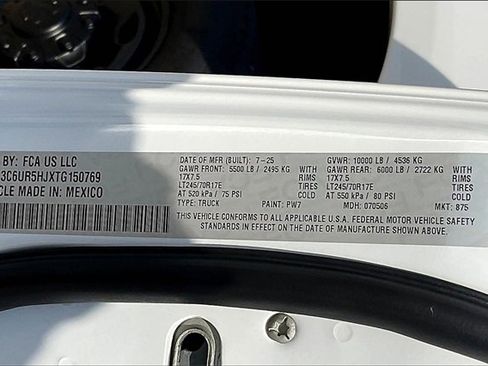 BY: FCA US LLC
3C6UR5HJXTG150769
CLE MADE IN: MEXICO
DATE OF MFR (BUILT): 7-25 GVWR: 10000 LB / 4536 KG
GAWR FRONT: 5500 LB / 2495 KG WITH GAWR REAR: 6000 LB / 2722 KG WITH
17X7.5 RIMS 17X7.5 RIMS
LT245/70R17E TIRES LT245/70R17E TIRES
AT 520 kPa / 75 PSI COLD AT 550 kPa / 80 PSI COLD
TYPE: TRUCK PAINT: PW7 MDH: 070506 MKT: 875
THIS VEHICLE CONFORMS TO ALL APPLICABLE U.S.A. FEDERAL MOTOR VEHICLE SAFETY
STANDARDS IN EFFECT ON THE DATE OF MANUFACTURE SHOWN ABOVE.